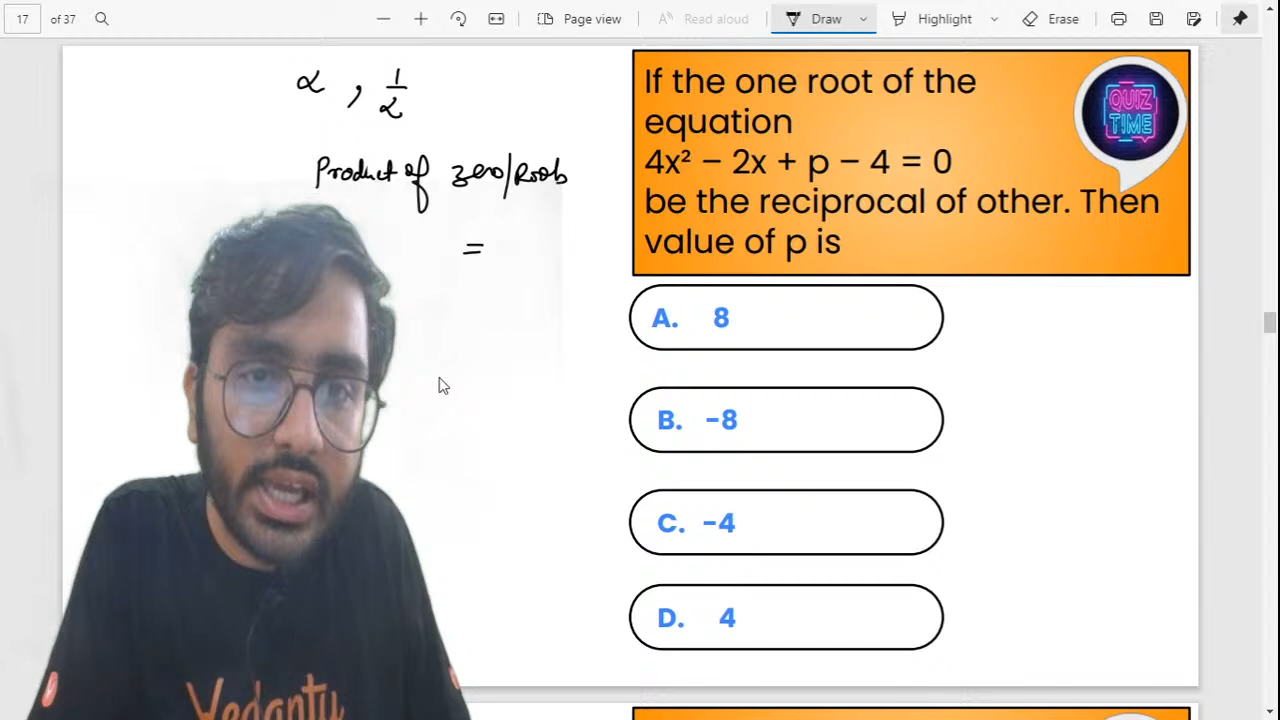 17 of 37 Page view Read aloud Draw Highlight Erase
α , 1/α
Product of zero/Roots
=
If the one root of the
equation
4x² – 2x + p – 4 = 0
be the reciprocal of other. Then
value of p is
QUIZ
TIME
A. 8
B. -8
C. -4
D. 4
Vedantu